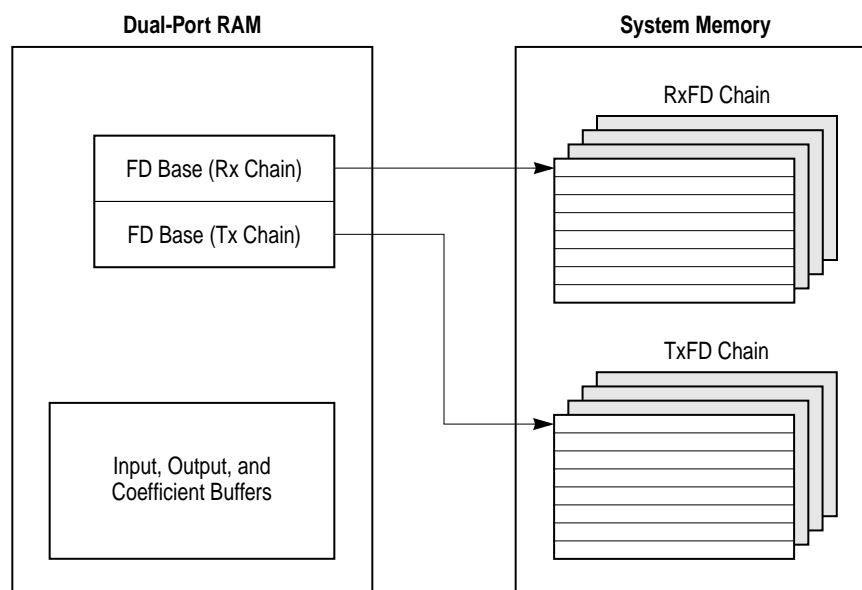 Dual-Port RAM
System Memory
RxFD Chain
FD Base (Rx Chain)
FD Base (Tx Chain)
TxFD Chain
Input, Output, and
Coefficient Buffers